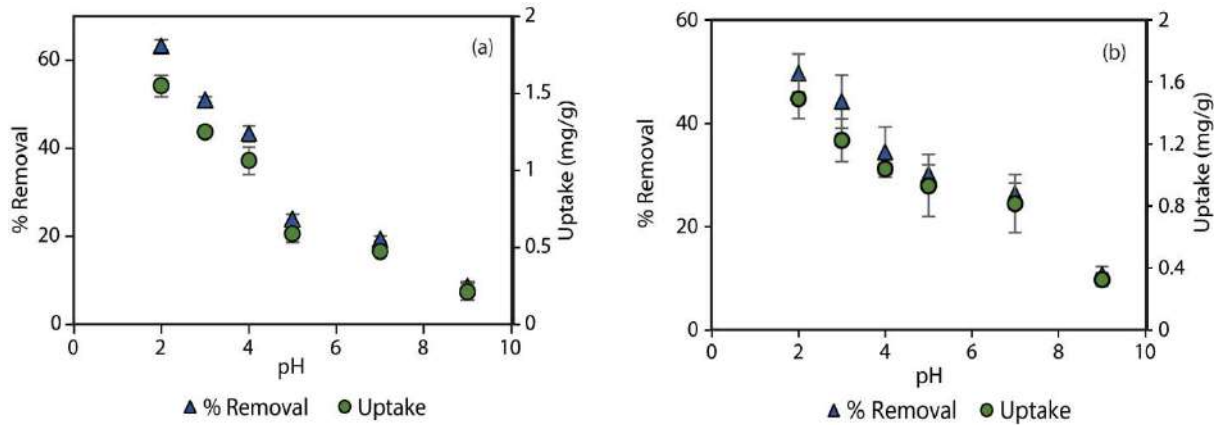 (a)
% Removal
60
40
20
0
2
1.5
1
0.5
0
Uptake (mg/g)
0 2 4 6 8 10
pH
% Removal Uptake
(b)
% Removal
60
40
20
0
2
1.6
1.2
0.8
0.4
0
Uptake (mg/g)
0 2 4 6 8 10
pH
% Removal Uptake